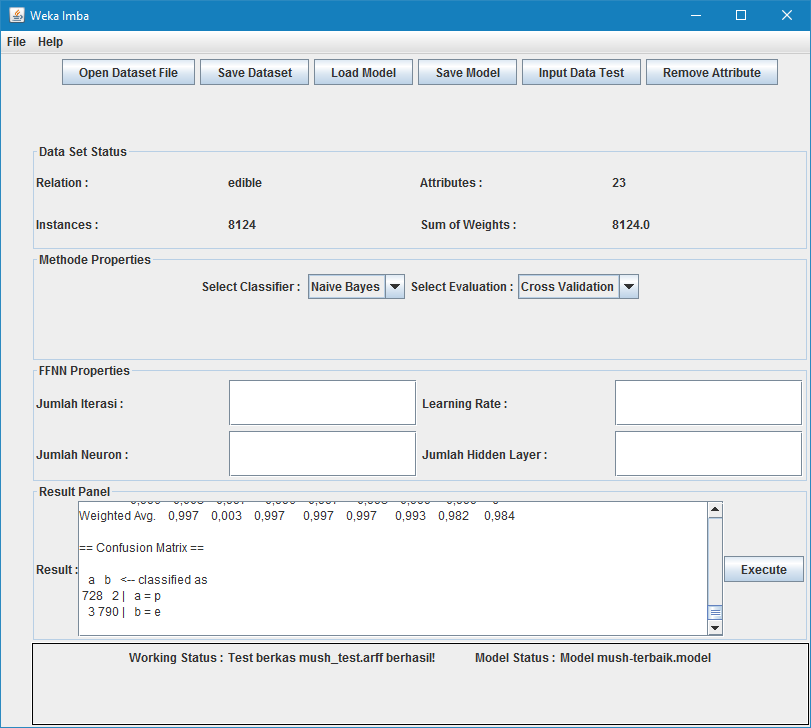 Weka Imba
File Help
Open Dataset File Save Dataset Load Model Save Model Input Data Test Remove Attribute
Data Set Status
Relation : edible Attributes : 23
Instances : 8124 Sum of Weights : 8124.0
Methode Properties
Select Classifier : Naive Bayes Select Evaluation : Cross Validation
FFNN Properties
Jumlah Iterasi : Learning Rate :
Jumlah Neuron : Jumlah Hidden Layer :
Result Panel
Weighted Avg. 0,997 0,003 0,997 0,997 0,997 0,993 0,982 0,984
== Confusion Matrix ==
Result :
a b <-- classified as
728 2 | a = p
3 790 | b = e
Execute
Working Status : Test berkas mush_test.arff berhasil! Model Status : Model mush-terbaik.model